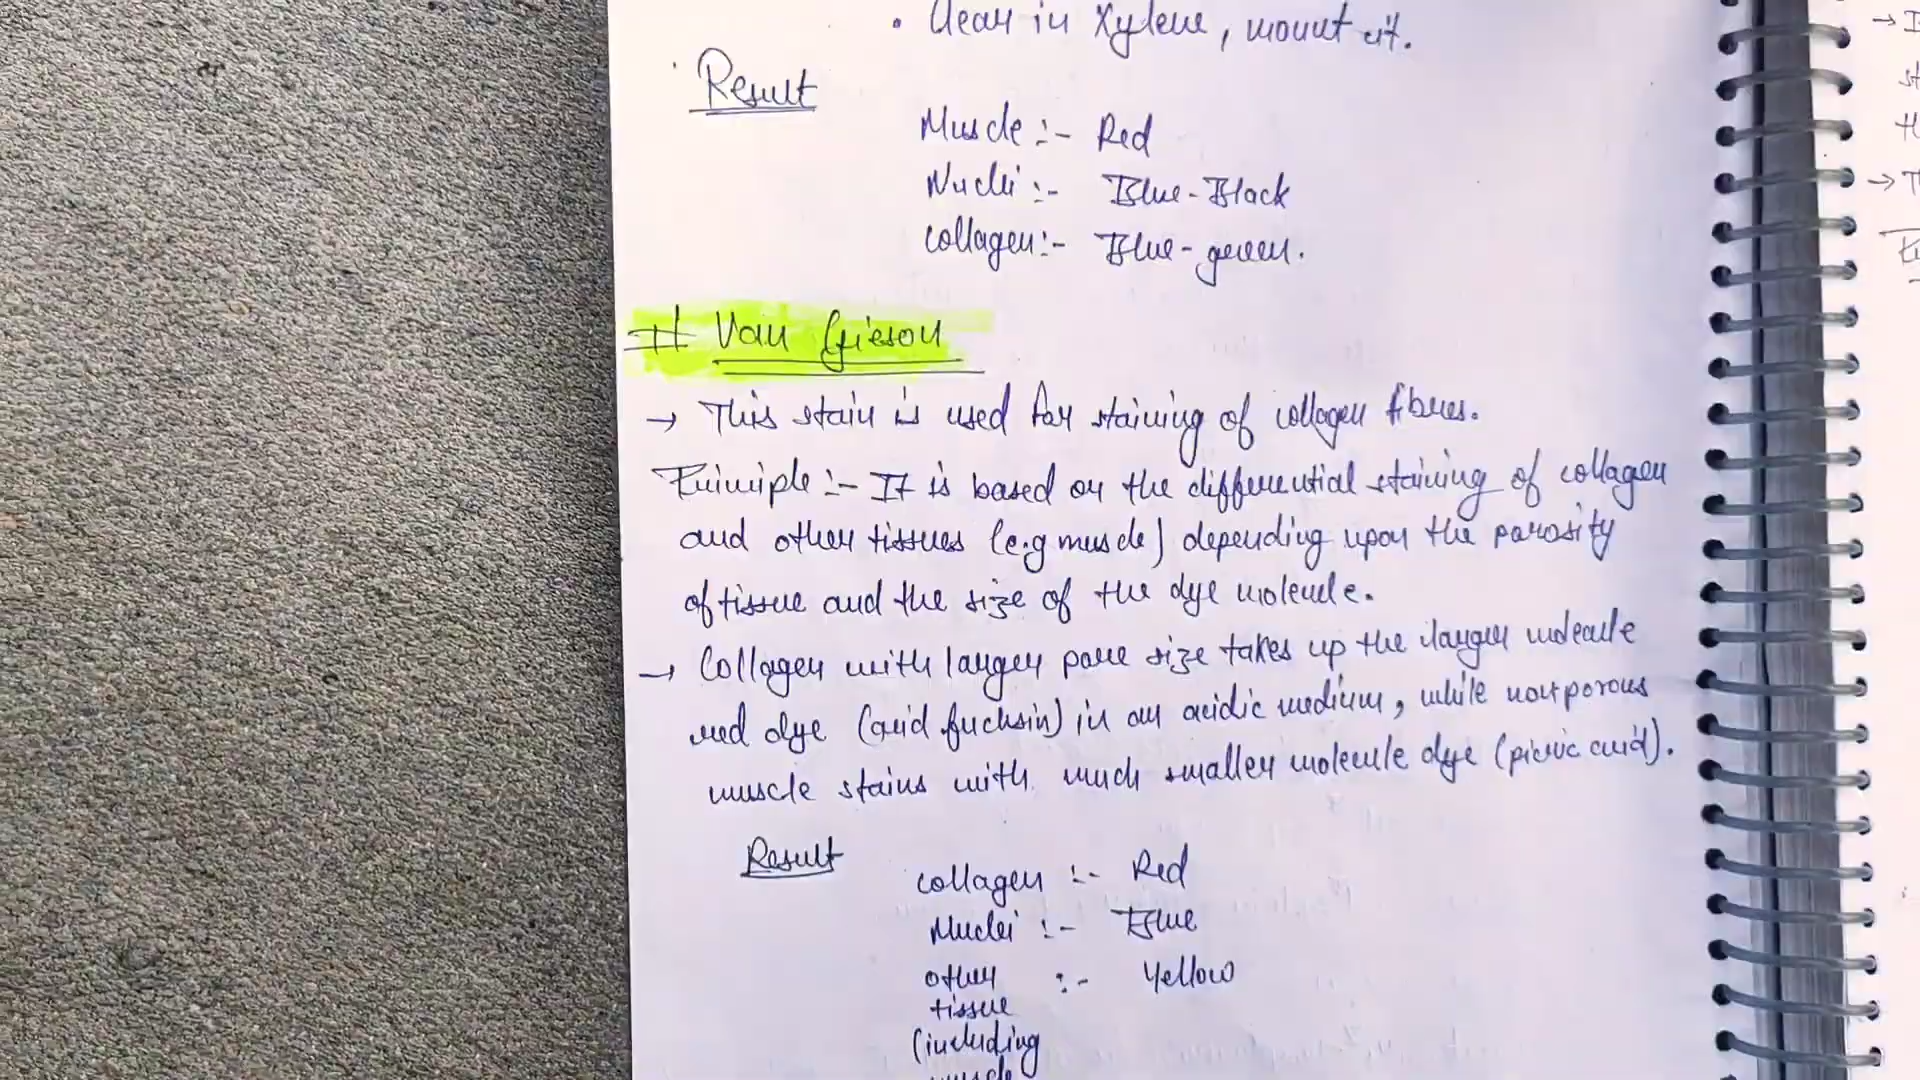 • Clear in Xylene, mount it.
Result
Muscle :- Red
Nuclei :- Blue-Black
collagen :- Blue-green.
# Van Gieson
→ This stain is used for staining of collagen fibres.
Principle :- It is based on the differential staining of collagen
and other tissues (e.g muscle) depending upon the porosity
of tissue and the size of the dye molecule.
→ Collagen with larger pore size takes up the larger molecule
red dye (acid fuchsin) in an acidic medium, while nonporous
muscle stains with much smaller molecule dye (picric acid).
Result
collagen :- Red
Nuclei :- Blue
other :- Yellow
tissue
(including
muscle
→
st
th
→ T